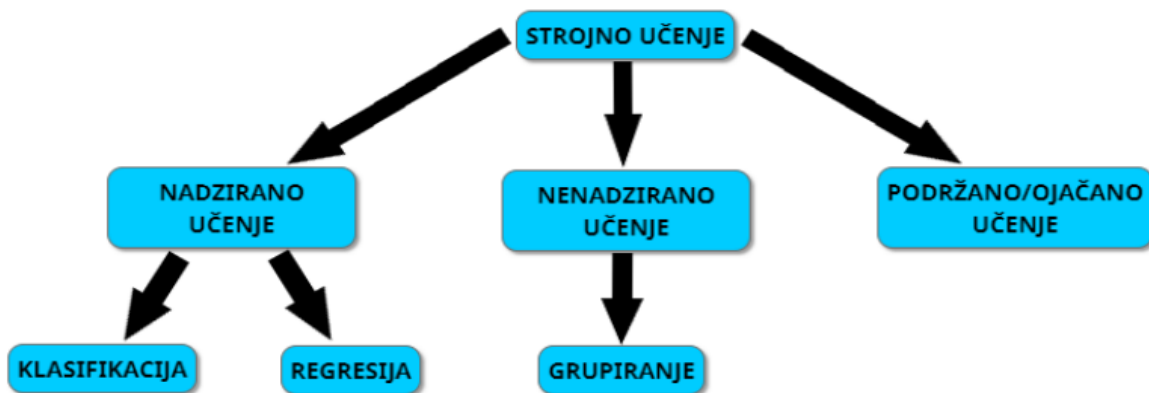 STROJNO UČENJE
NADZIRANO
UČENJE
NENADZIRANO
UČENJE
PODRŽANO/OJAČANO
UČENJE
KLASIFIKACIJA
REGRESIJA
GRUPIRANJE